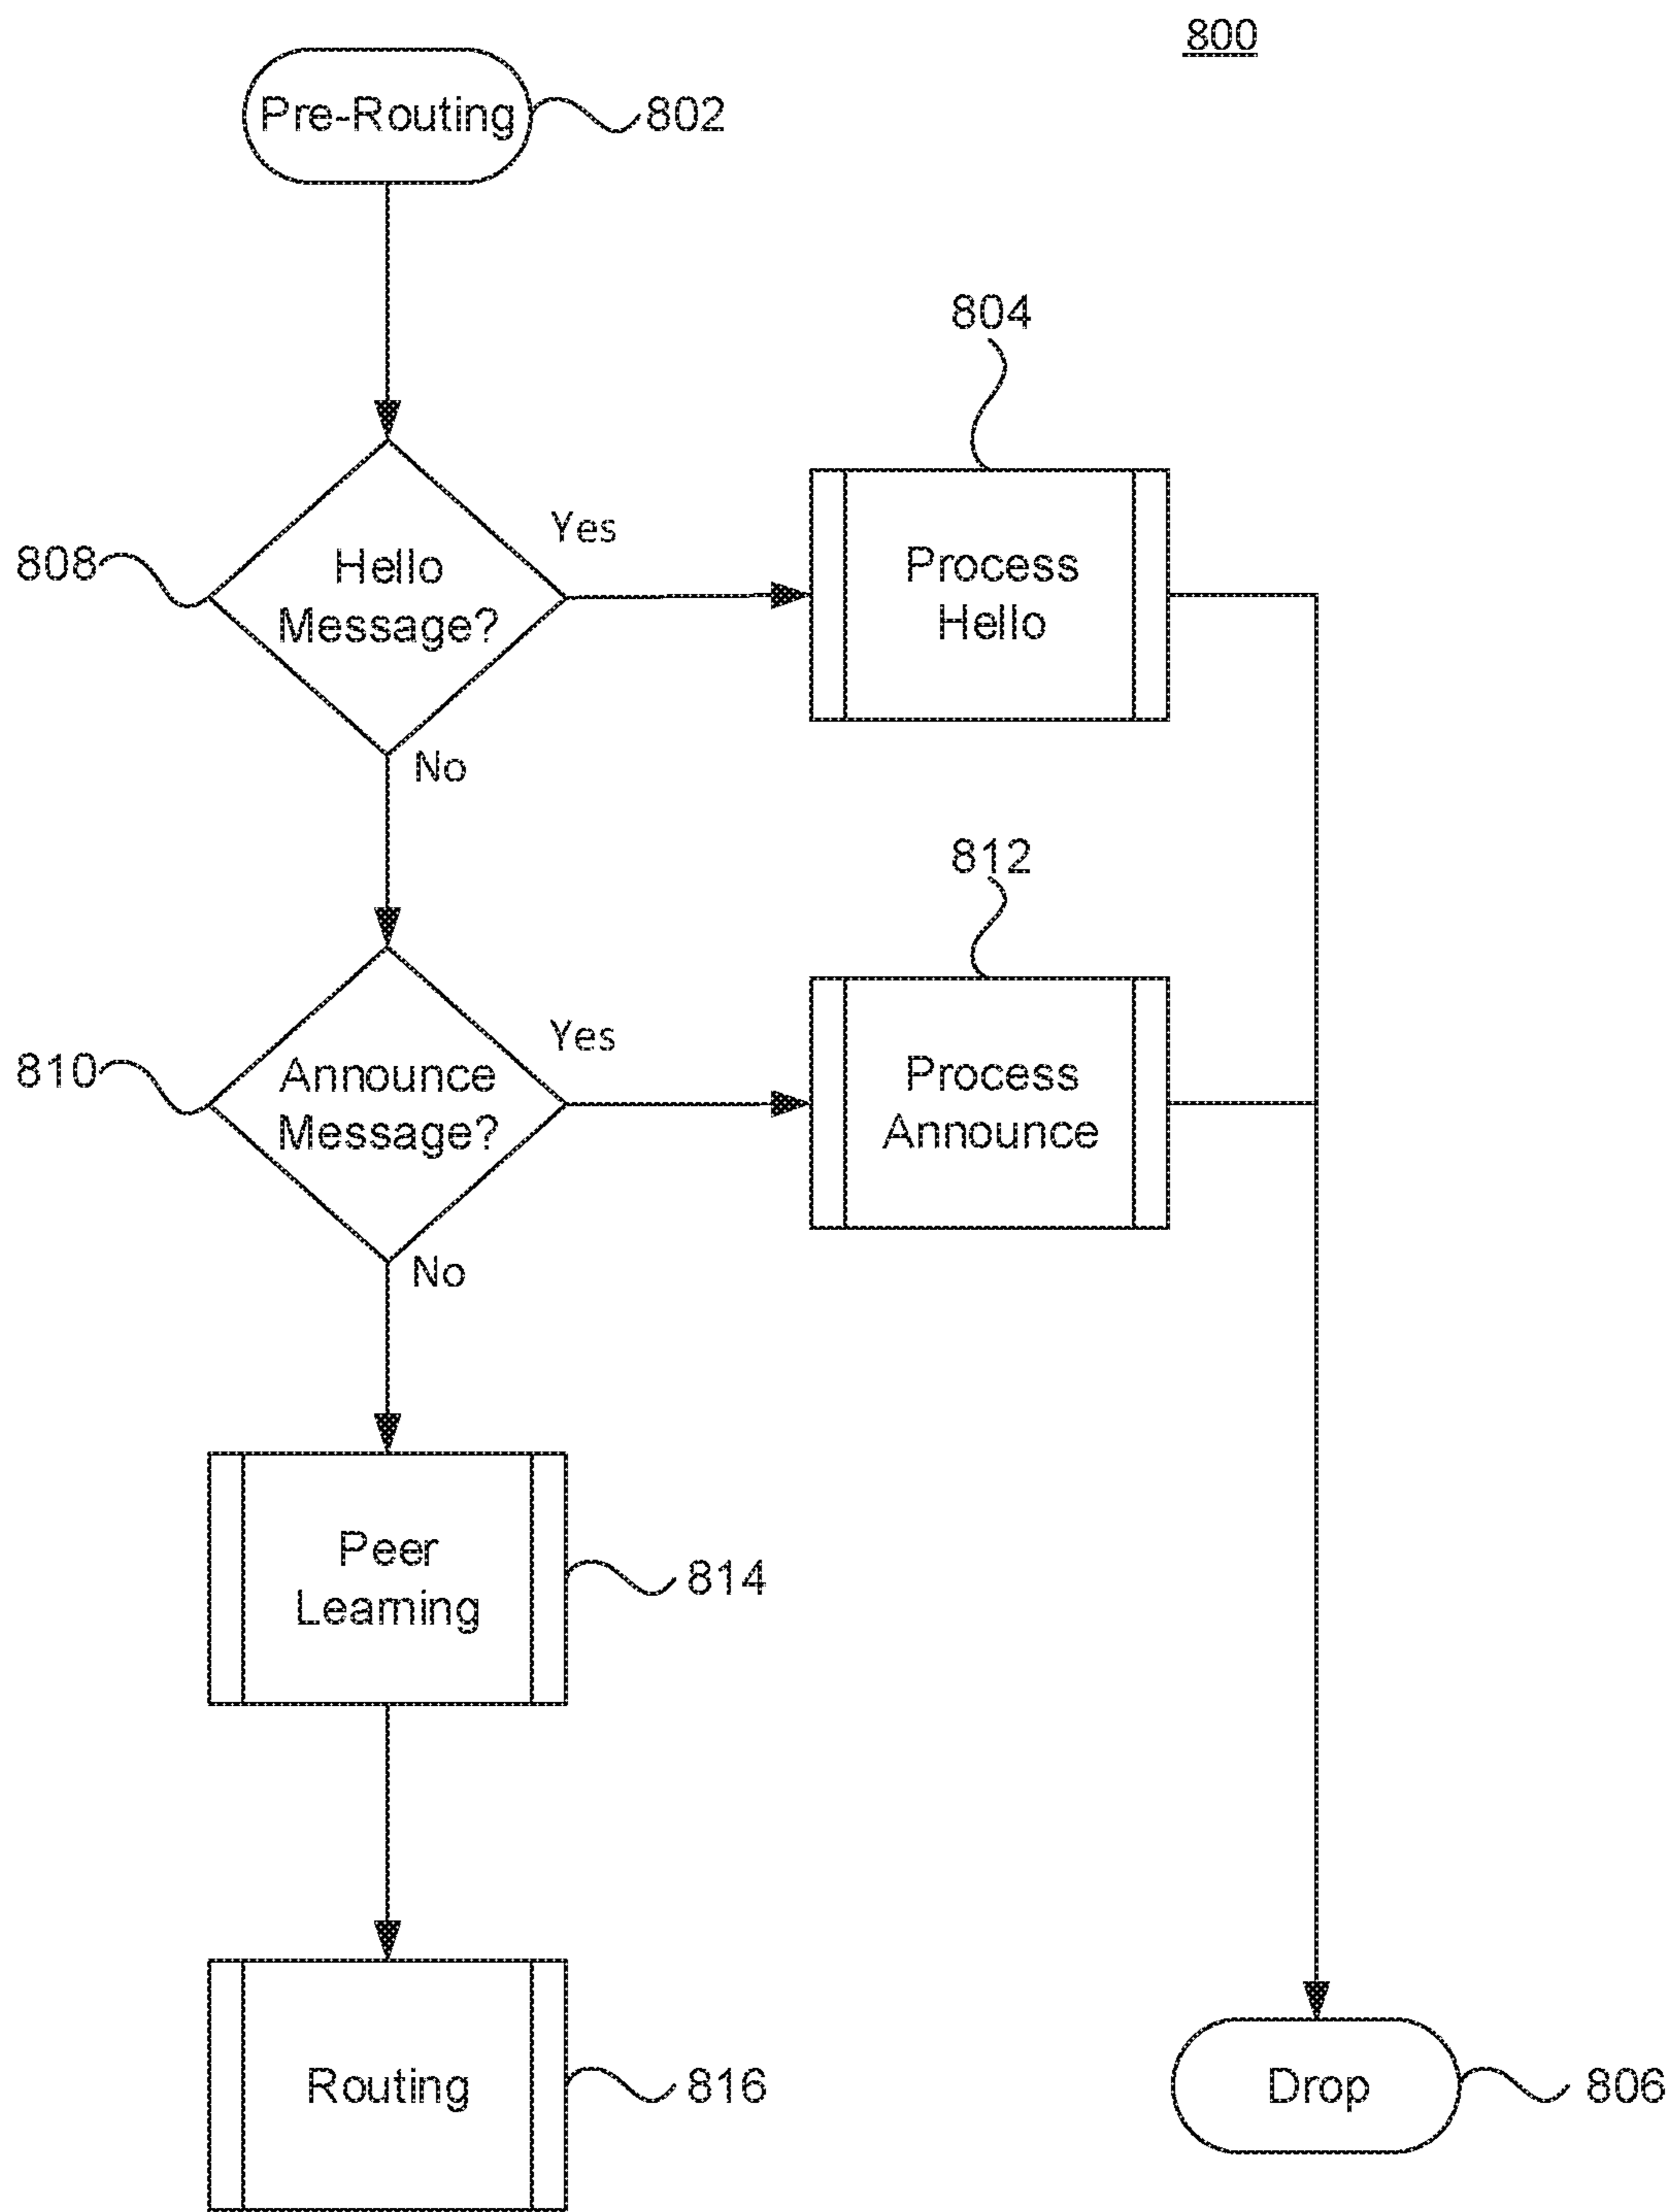 800
Pre-Routing
802
804
Yes
808
Hello
Message?
Process
Hello
No
812
Yes
810
Announce
Message?
Process
Announce
No
Peer
Learning
814
Routing
816
Drop
806